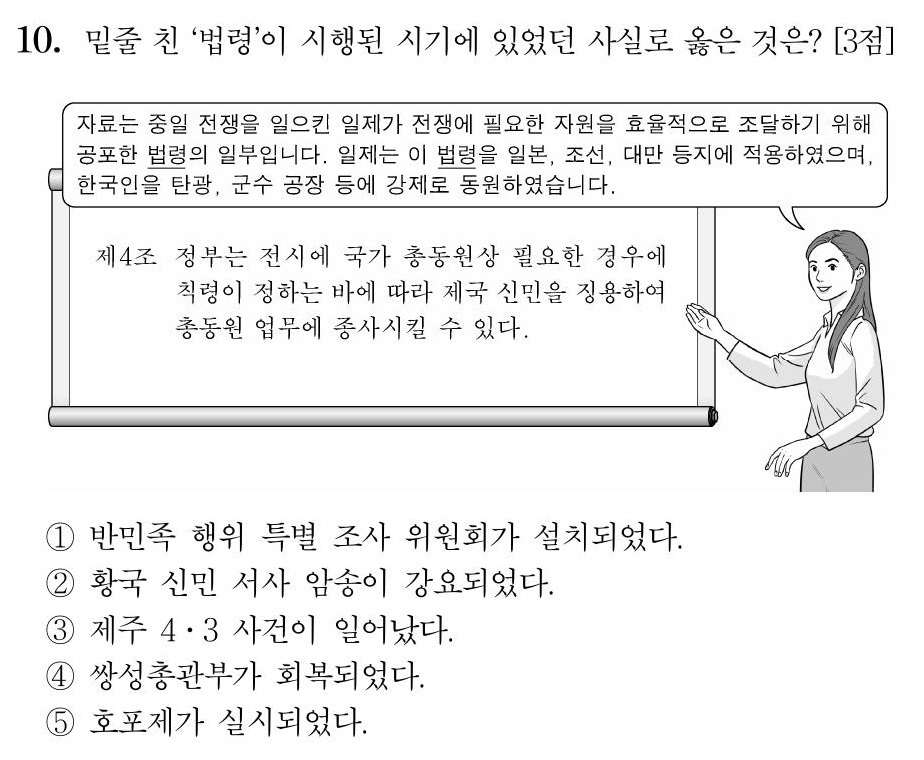 10. 밑줄 친 ‘법령’이 시행된 시기에 있었던 사실로 옳은 것은? [3점]
자료는 중일 전쟁을 일으킨 일제가 전쟁에 필요한 자원을 효율적으로 조달하기 위해
공포한 법령의 일부입니다. 일제는 이 법령을 일본, 조선, 대만 등지에 적용하였으며,
한국인을 탄광, 군수 공장 등에 강제로 동원하였습니다.
제4조 정부는 전시에 국가 총동원상 필요한 경우에
칙령이 정하는 바에 따라 제국 신민을 징용하여
총동원 업무에 종사시킬 수 있다.
① 반민족 행위 특별 조사 위원회가 설치되었다.
② 황국 신민 서사 암송이 강요되었다.
③ 제주 4·3 사건이 일어났다.
④ 쌍성총관부가 회복되었다.
⑤ 호포제가 실시되었다.